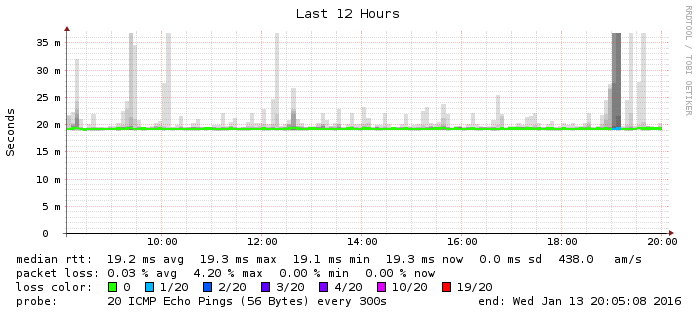 Last 12 Hours
RRDTOOL / TOBI OETIKER
Seconds
35 m
30 m
25 m
20 m
15 m
10 m
5 m
0
10:00 12:00 14:00 16:00 18:00 20:00
median rtt: 19.2 ms avg 19.3 ms max 19.1 ms min 19.3 ms now 0.0 ms sd 438.0 am/s
packet loss: 0.03 % avg 4.20 % max 0.00 % min 0.00 % now
loss color: 0 1/20 2/20 3/20 4/20 10/20 19/20
probe: 20 ICMP Echo Pings (56 Bytes) every 300s end: Wed Jan 13 20:05:08 2016